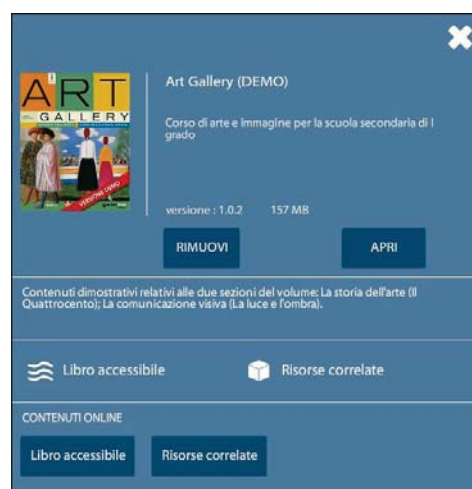 Art Gallery (DEMO)
ART
GALLERY
Corso di arte e immagine per la scuola secondaria di I
grado
VERSIONE DEMO
versione : 1.0.2 157 MB
RIMUOVI APRI
Contenuti dimostrativi relativi alle due sezioni del volume: La storia dell'arte (Il
Quattrocento); La comunicazione visiva (La luce e l'ombra).
Libro accessibile Risorse correlate
CONTENUTI ONLINE
Libro accessibile Risorse correlate